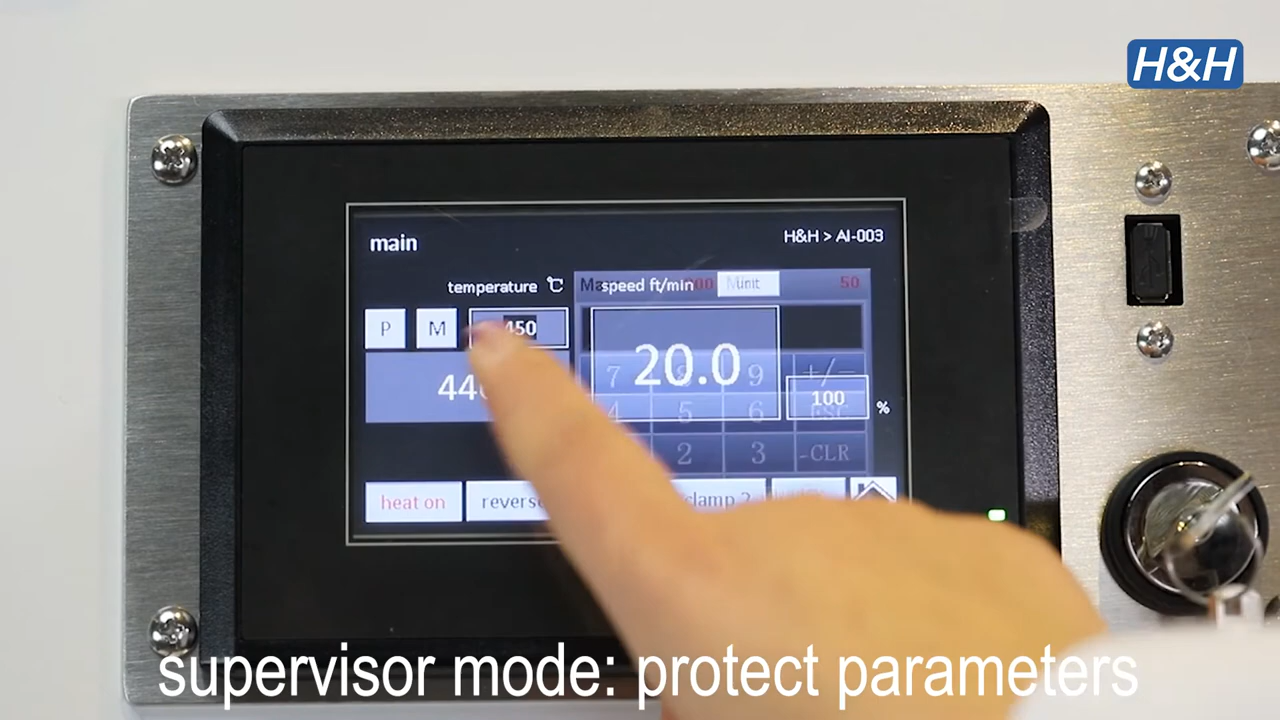 H&H
main
H&H > AI-003
temperature ℃
speed ft/min
50
P
M
450
20.0
7
9
+/-
4
5
6
ESC
100
%
2
3
-CLR
heat on
reverse
clamp 2
supervisor mode: protect parameters